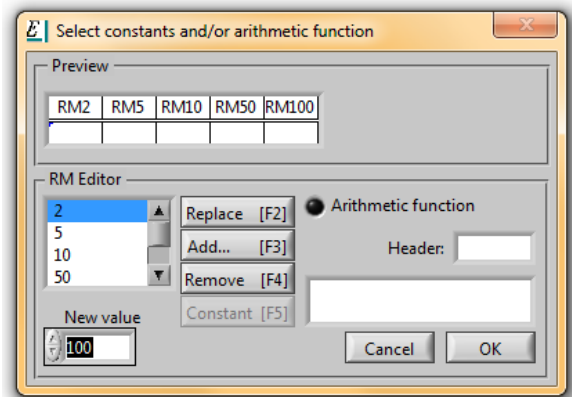 E Select constants and/or arithmetic function
Preview
RM2 RM5 RM10 RM50 RM100
RM Editor
2
5
10
50
Replace [F2]
Add... [F3]
Remove [F4]
Constant [F5]
Arithmetic function
Header:
New value
100
Cancel OK